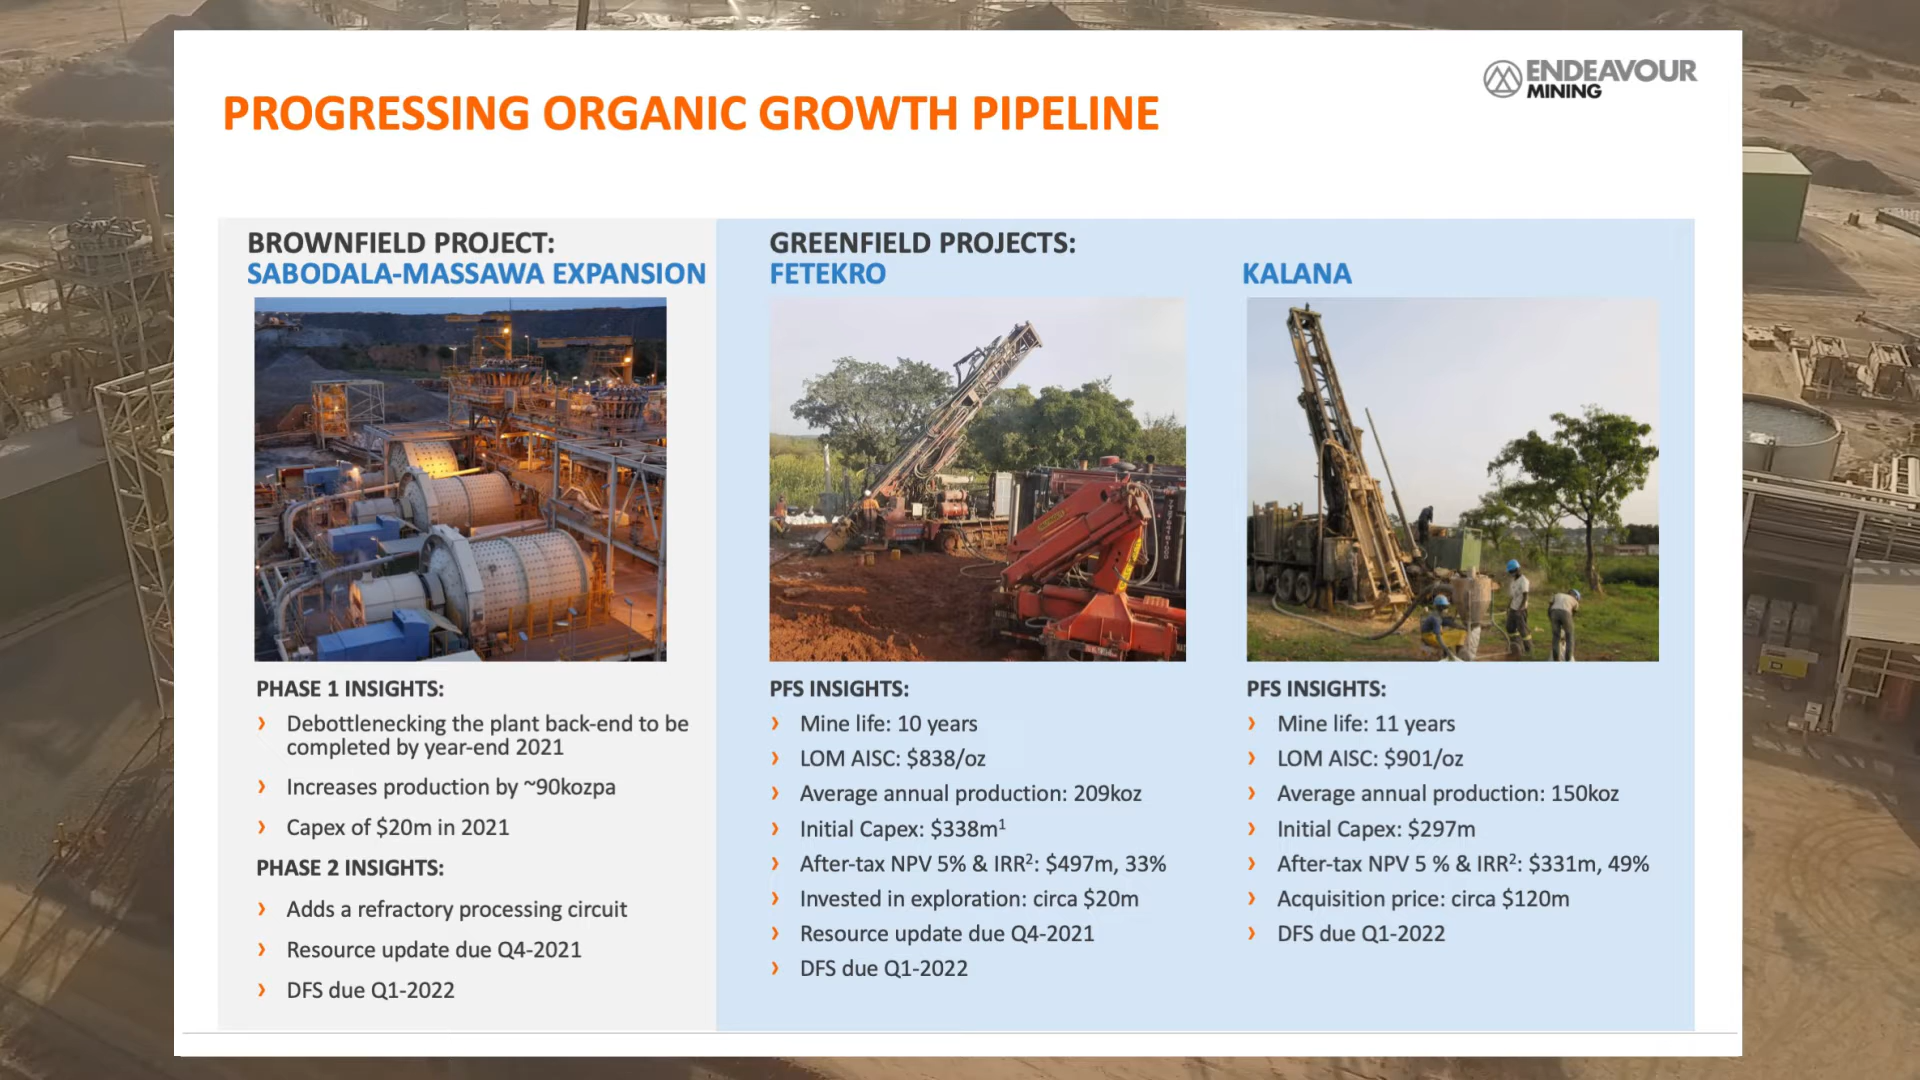 ENDEAVOUR
MINING
PROGRESSING ORGANIC GROWTH PIPELINE
BROWNFIELD PROJECT:
SABODALA-MASSAWA EXPANSION
PHASE 1 INSIGHTS:
› Debottlenecking the plant back-end to be
completed by year-end 2021
› Increases production by ~90kozpa
› Capex of $20m in 2021
PHASE 2 INSIGHTS:
› Adds a refractory processing circuit
› Resource update due Q4-2021
› DFS due Q1-2022
GREENFIELD PROJECTS:
FETEKRO
PFS INSIGHTS:
› Mine life: 10 years
› LOM AISC: $838/oz
› Average annual production: 209koz
› Initial Capex: $338m¹
› After-tax NPV 5% & IRR²: $497m, 33%
› Invested in exploration: circa $20m
› Resource update due Q4-2021
› DFS due Q1-2022
KALANA
PFS INSIGHTS:
› Mine life: 11 years
› LOM AISC: $901/oz
› Average annual production: 150koz
› Initial Capex: $297m
› After-tax NPV 5 % & IRR²: $331m, 49%
› Acquisition price: circa $120m
› DFS due Q1-2022